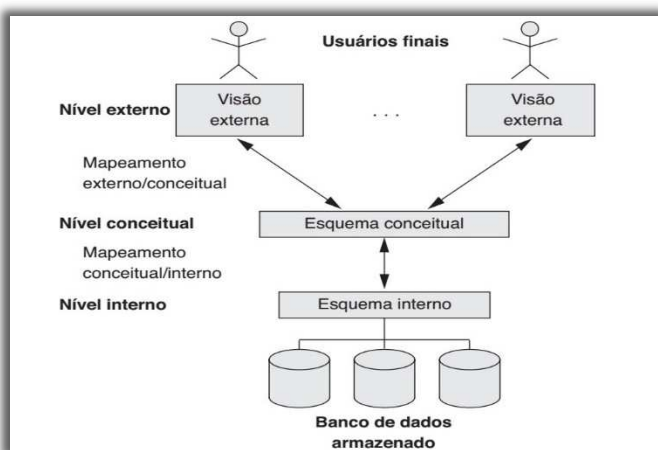 Usuários finais
Nível externo
Visão
externa
. . .
Visão
externa
Mapeamento
externo/conceitual
Nível conceitual
Esquema conceitual
Mapeamento
conceitual/interno
Nível interno
Esquema interno
Banco de dados
armazenado